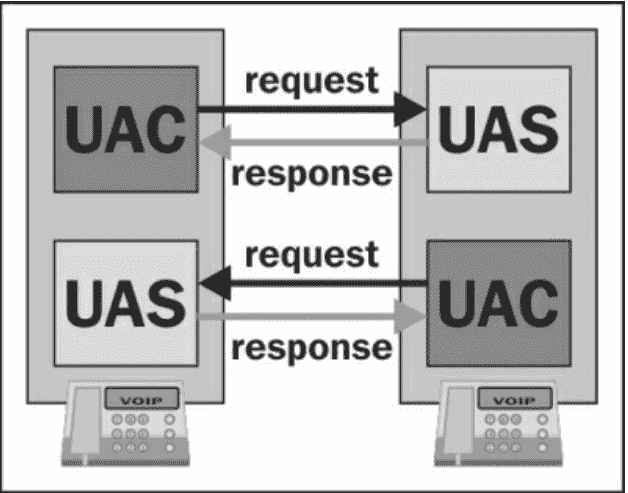 request
UAC
UAS
response
request
UAS
UAC
response
VOIP
VOIP